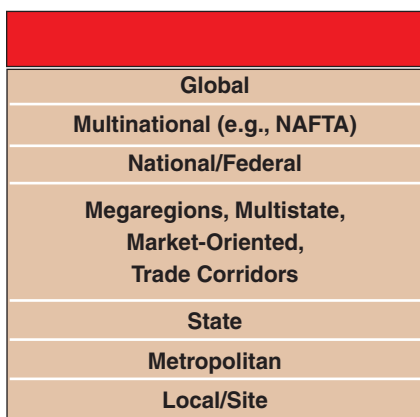 Global
Multinational (e.g., NAFTA)
National/Federal
Megaregions, Multistate,
Market-Oriented,
Trade Corridors
State
Metropolitan
Local/Site